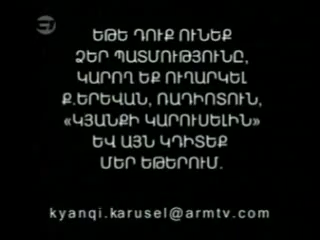 ԵԹԵ ԴՈՒՔ ՈՒՆԵՔ
ՁԵՐ ՊԱՏՄՈՒԹՅՈՒՆԸ,
ԿԱՐՈՂ ԵՔ ՈՒՂԱՐԿԵԼ
Ք.ԵՐԵՎԱՆ, ՌԱԴԻՈՏՈՒՆ,
«ԿՅԱՆՔԻ ԿԱՐՈՒՍԵԼԻՆ»
ԵՎ ԱՅՆ ԿԴԻՏԵՔ
ՄԵՐ ԵԹԵՐՈՒՄ.
kyanqi.karusel@armtv.com